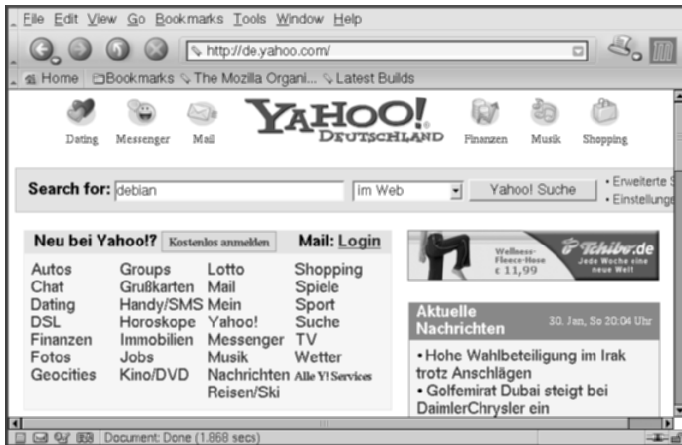 File Edit View Go Bookmarks Tools Window Help
http://de.yahoo.com/
Home Bookmarks The Mozilla Organi... Latest Builds
Dating Messenger Mail YAHOO! DEUTSCHLAND Finanzen Musik Shopping
Search for: debian im Web Yahoo! Suche
• Erweiterte S
• Einstellunge
Neu bei Yahoo!? Kostenlos anmelden Mail: Login
Autos Groups Lotto Shopping
Chat Grußkarten Mail Spiele
Dating Handy/SMS Mein Sport
DSL Horoskope Yahoo! Suche
Finanzen Immobilien Messenger TV
Fotos Jobs Musik Wetter
Geocities Kino/DVD Nachrichten Alle Y! Services
Reisen/Ski
Wellness-
Fleece-Hose
€ 11,99
Tchibo.de
Jede Woche eine
neue Welt
Aktuelle
Nachrichten
30. Jan, So 20:04 Uhr
• Hohe Wahlbeteiligung im Irak
trotz Anschlägen
• Golfemirat Dubai steigt bei
DaimlerChrysler ein
Document: Done (1.868 secs)